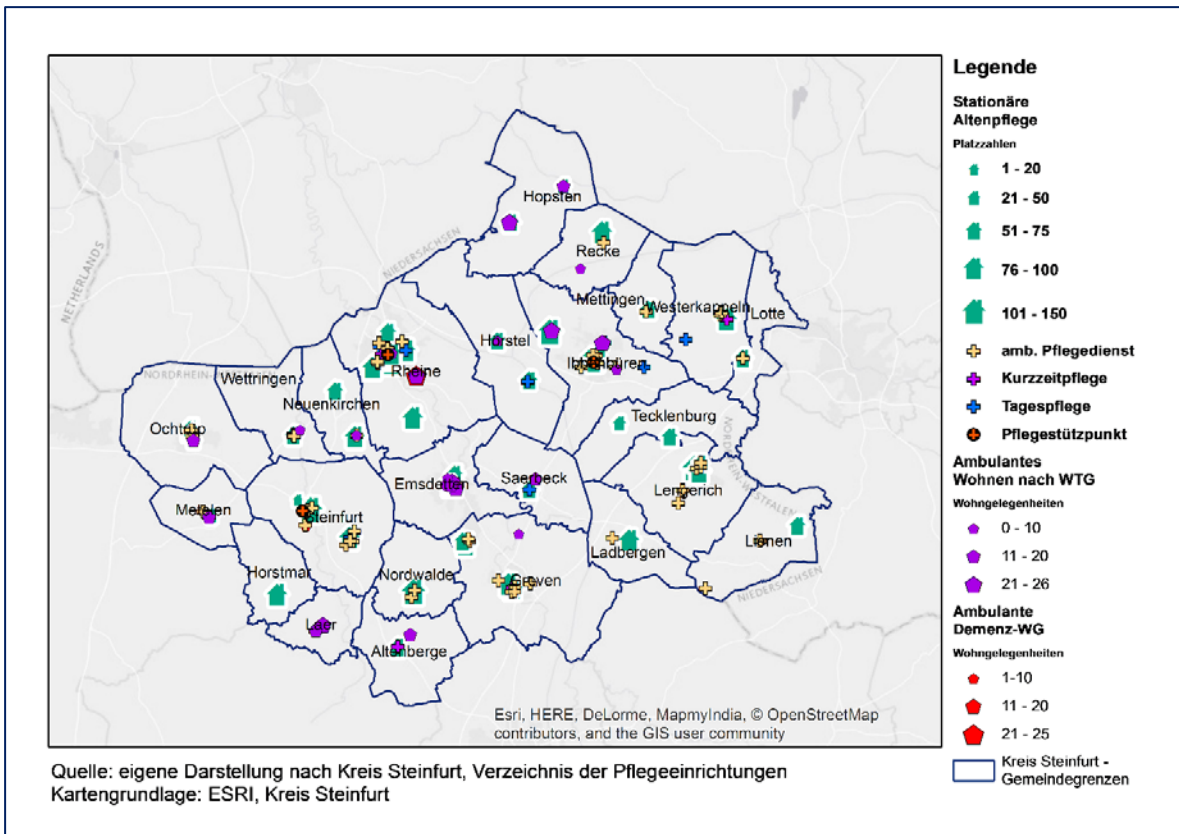 Legende
Stationäre
Altenpflege
Platzzahlen
1 - 20
21 - 50
51 - 75
76 - 100
101 - 150
amb. Pflegedienst
Kurzzeitpflege
Tagespflege
Pflegestützpunkt
Ambulantes
Wohnen nach WTG
Wohngelegenheiten
0 - 10
11 - 20
21 - 26
Ambulante
Demenz-WG
Wohngelegenheiten
1-10
11 - 20
21 - 25
Kreis Steinfurt -
Gemeindegrenzen
NETHERLANDS
NIEDERSACHSEN
Hopsten
Recke
Mettingen
Westerkappeln
Lotte
Hörstel
Ibbenbüren
Rheine
Wettringen
Neuenkirchen
Ochtrup
Tecklenburg
Emsdetten
Saerbeck
Lengerich
Metelen
Steinfurt
Ladbergen
Lienen
Horstmar
Nordwalde
Greven
NIEDERSACHSEN
Laer
Altenberge
Esri, HERE, DeLorme, MapmyIndia, © OpenStreetMap
contributors, and the GIS user community
Quelle: eigene Darstellung nach Kreis Steinfurt, Verzeichnis der Pflegeeinrichtungen
Kartengrundlage: ESRI, Kreis Steinfurt